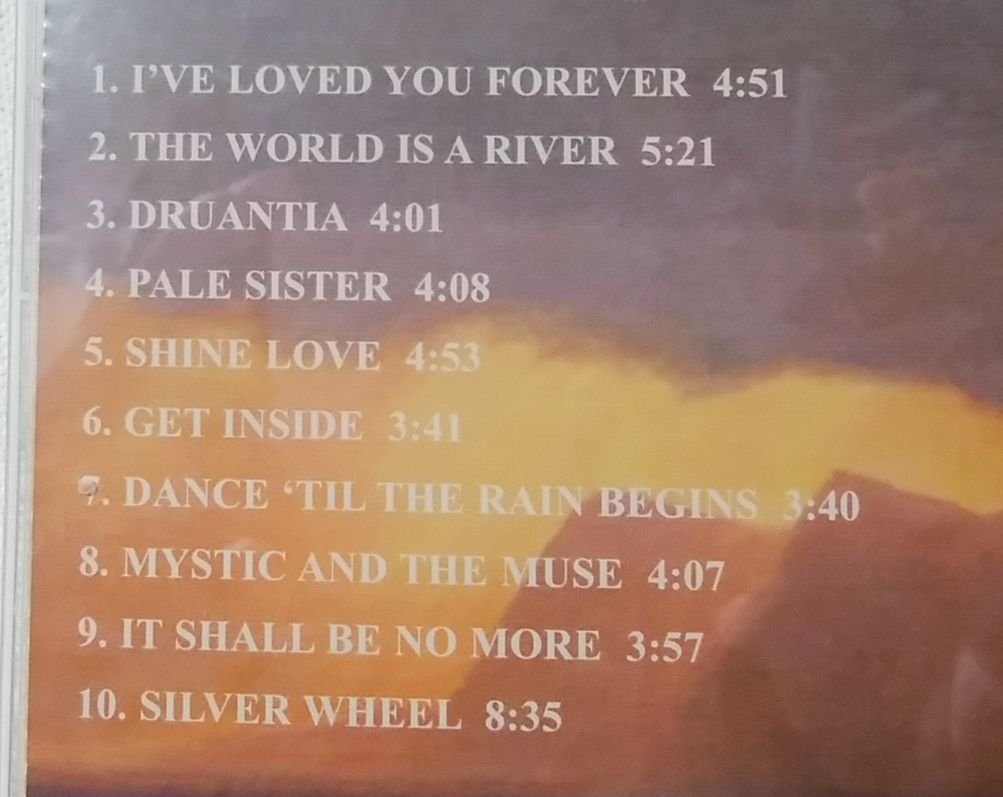 1. I’VE LOVED YOU FOREVER 4:51
2. THE WORLD IS A RIVER 5:21
3. DRUANTIA 4:01
4. PALE SISTER 4:08
5. SHINE LOVE 4:53
6. GET INSIDE 3:41
7. DANCE ‘TIL THE RAIN BEGINS 3:40
8. MYSTIC AND THE MUSE 4:07
9. IT SHALL BE NO MORE 3:57
10. SILVER WHEEL 8:35